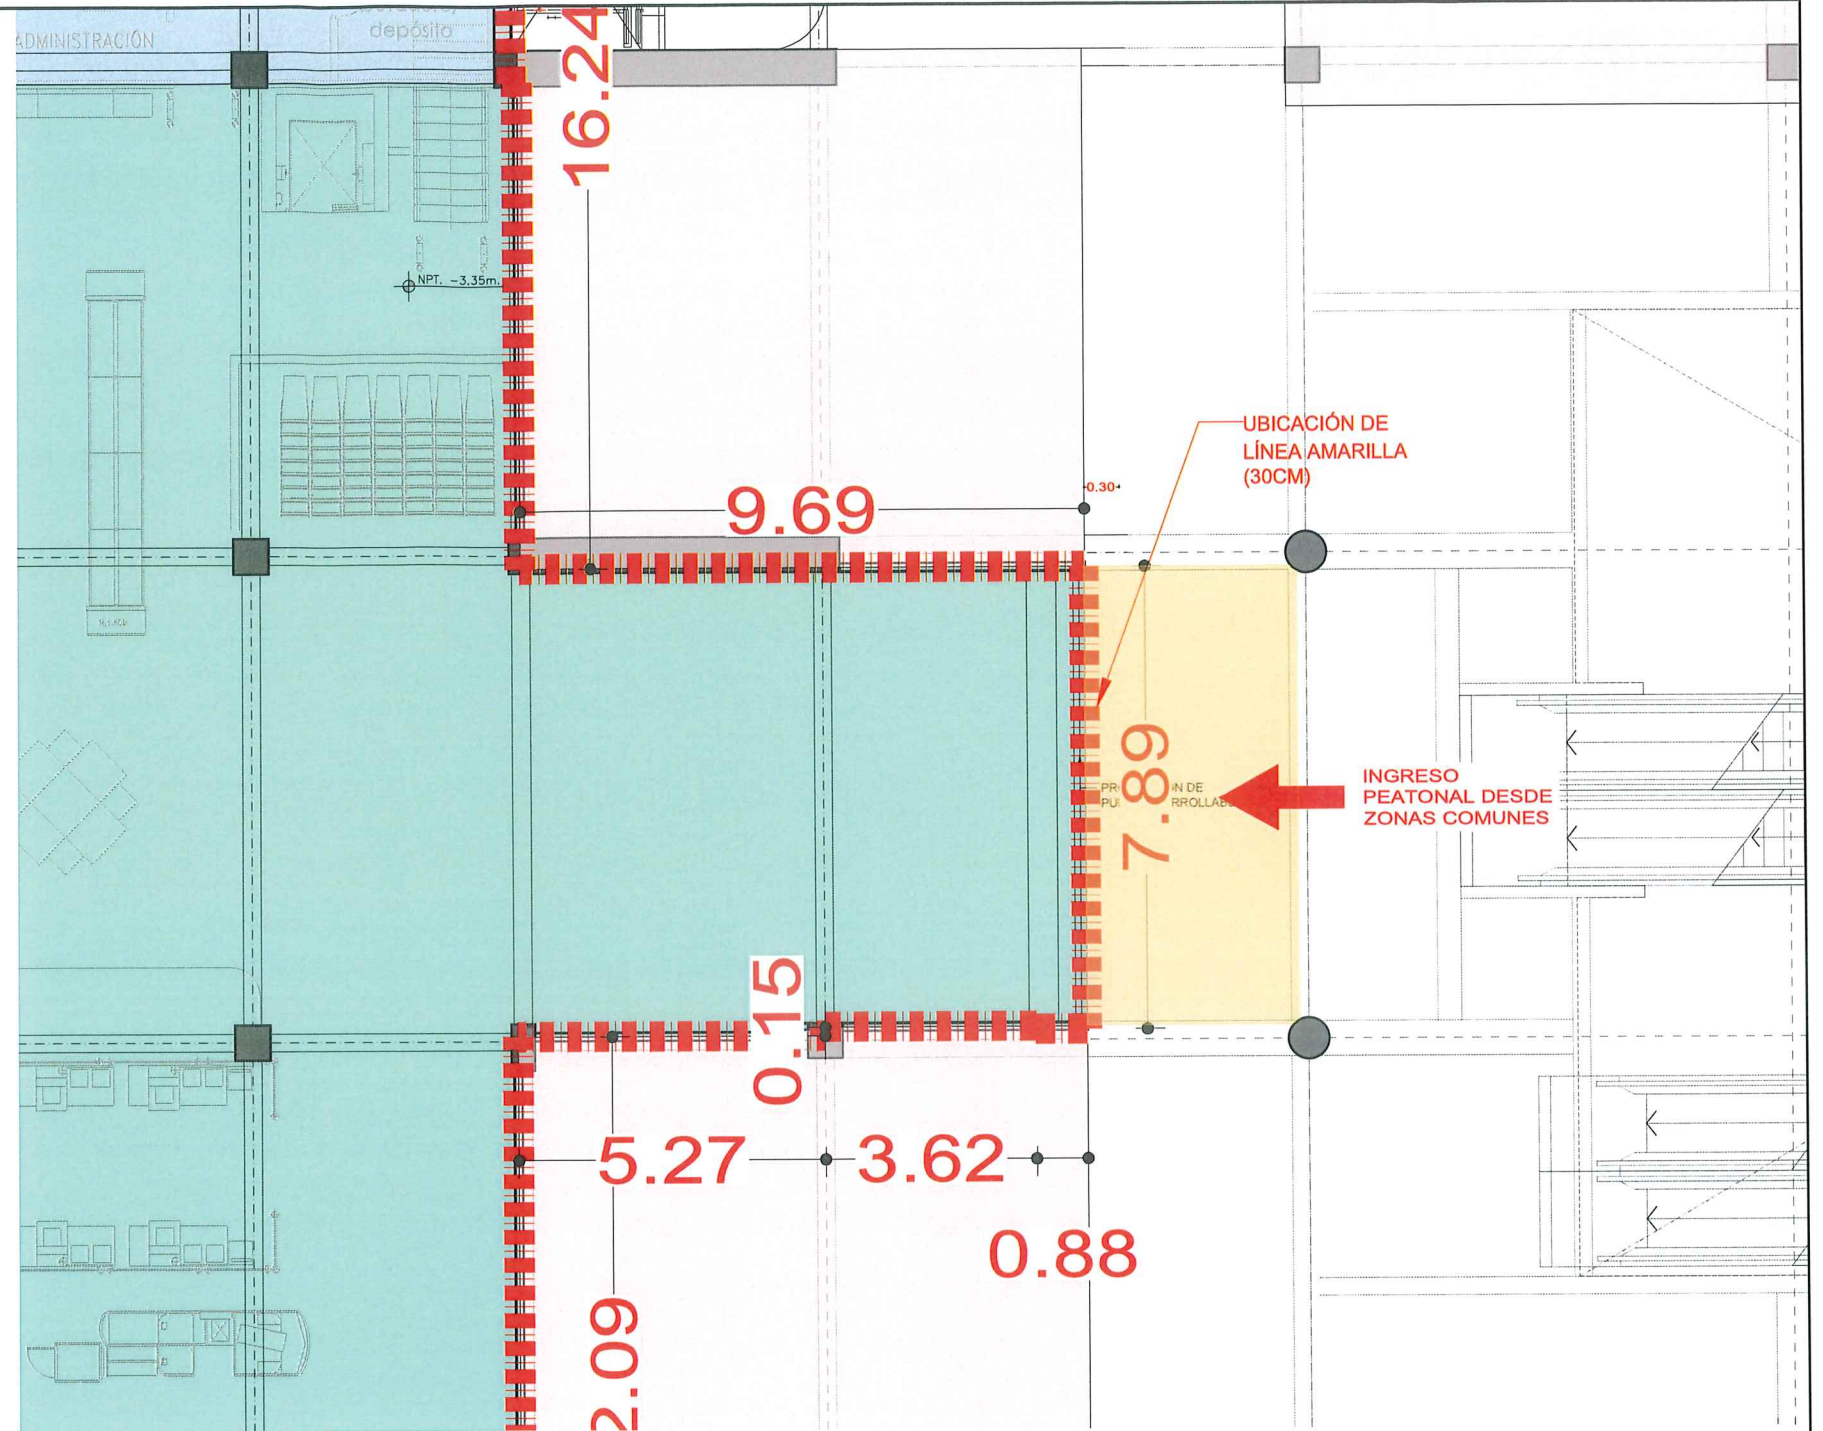 ADMINISTRACIÓN
depósito
16.24
NPT. -3.35m.
UBICACIÓN DE
LÍNEA AMARILLA
(30CM)
0.30
9.69
7.89
INGRESO
PEATONAL DESDE
ZONAS COMUNES
0.15
5.27
3.62
0.88
2.09